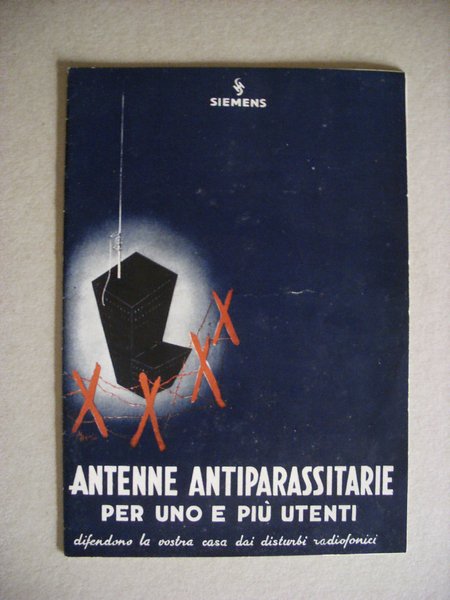 SIEMENS
ANTENNE ANTIPARASSITARIE
PER UNO E PIÙ UTENTI
difendono la vostra casa dai disturbi radiofonici